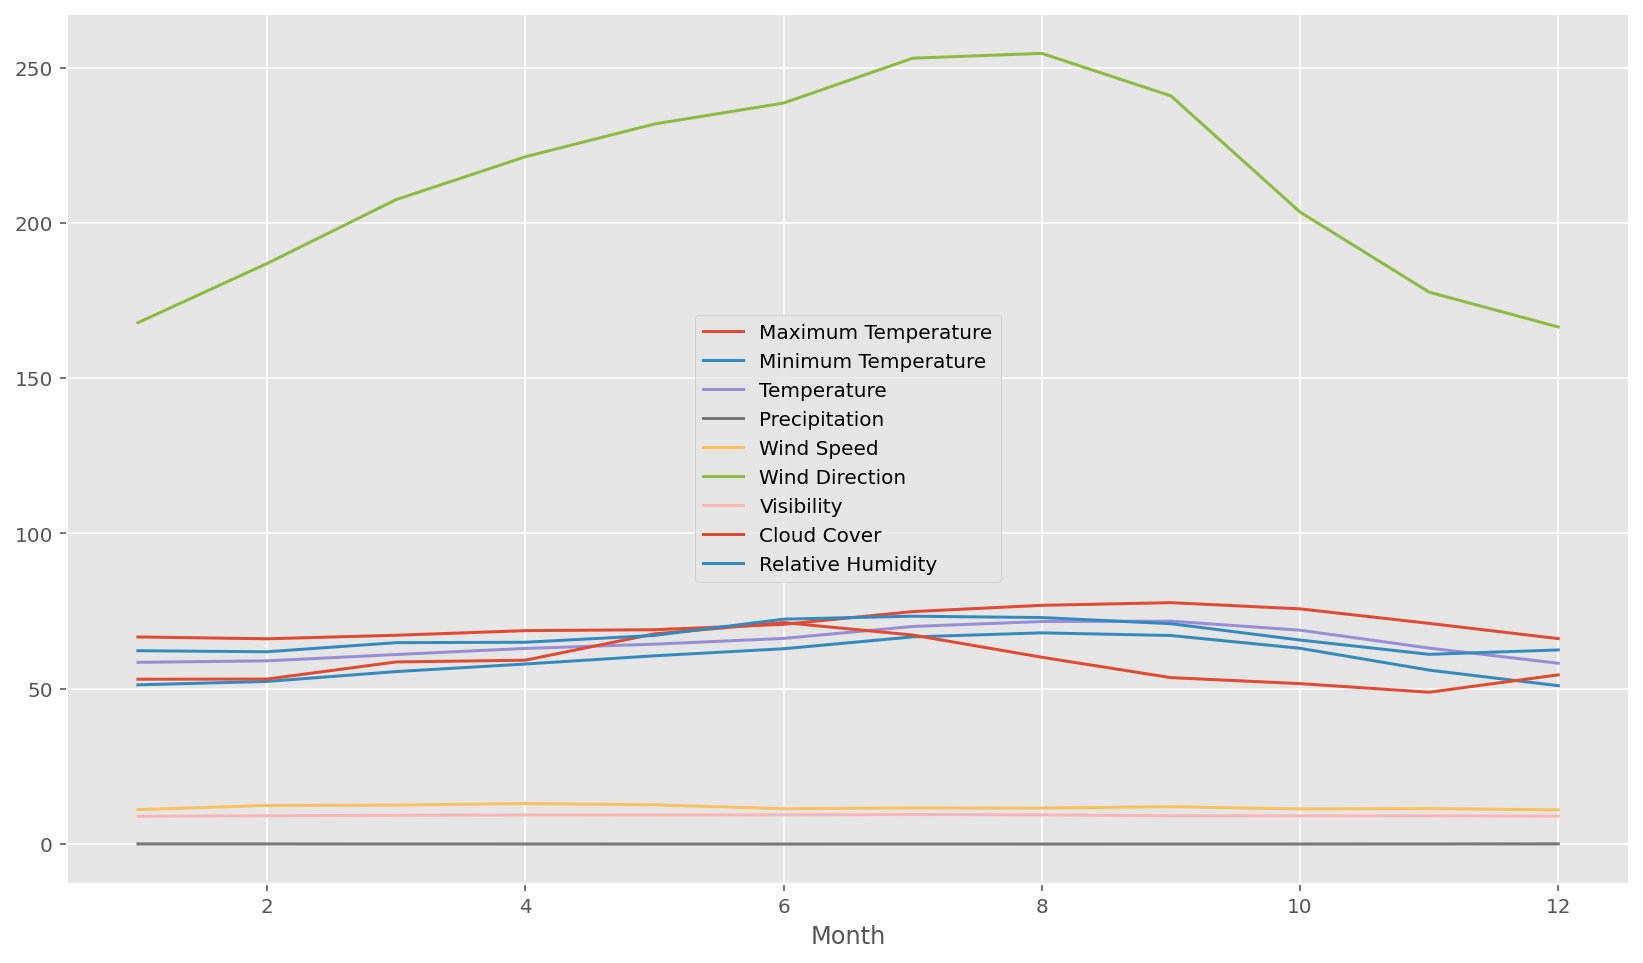 250
200
150
100
50
0
Maximum Temperature
Minimum Temperature
Temperature
Precipitation
Wind Speed
Wind Direction
Visibility
Cloud Cover
Relative Humidity
2 4 6 8 10 12
Month